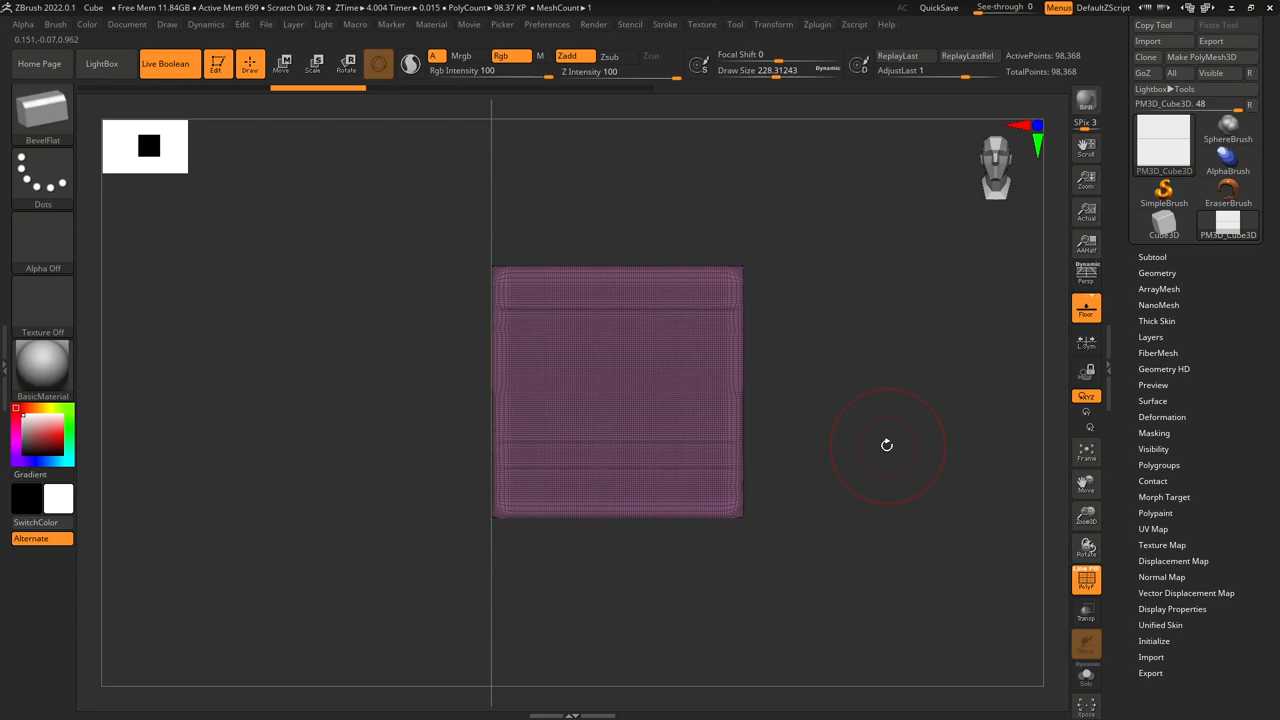 ZBrush 2022.0.1 Cube • Free Mem 11.84GB • Active Mem 699 • Scratch Disk 78 • ZTime▶4.004 Timer▶0.015 • PolyCount▶98.37 KP • MeshCount▶1
AC QuickSave See-through 0 Menus DefaultZScript
Alpha Brush Color Document Draw Dynamics Edit File Layer Light Macro Marker Material Movie Picker Preferences Render Stencil Stroke Texture Tool Transform Zplugin Zscript Help
0.151,-0.07,0.962
Home Page LightBox Live Boolean Edit Draw Move Scale Rotate
A Mrgb Rgb M Zadd Zsub Zcut
Rgb Intensity 100 Z Intensity 100
Focal Shift 0
Draw Size 228.31243 Dynamic
S D
ReplayLast ReplayLastRel
AdjustLast 1
ActivePoints: 98,368
TotalPoints: 98,368
Copy Tool Paste Tool
Import Export
Clone Make PolyMesh3D
GoZ All Visible R
Lightbox▶Tools
PM3D_Cube3D. 48 R
PM3D_Cube3D
SphereBrush
AlphaBrush
SimpleBrush EraserBrush
Cube3D PM3D_Cube3D
Subtool
Geometry
ArrayMesh
NanoMesh
Thick Skin
Layers
FiberMesh
Geometry HD
Preview
Surface
Deformation
Masking
Visibility
Polygroups
Contact
Morph Target
Polypaint
UV Map
Texture Map
Displacement Map
Normal Map
Vector Displacement Map
Display Properties
Unified Skin
Initialize
Import
Export
BevelFlat
Dots
Alpha Off
Texture Off
BasicMaterial
Gradient
SwitchColor
Alternate
BPR
SPix 3
Scroll
Zoom
Actual
AAHalf
Dynamic
Persp
Floor
L.Sym
XYZ
Frame
Move
Zoom3D
Rotate
Line Fill
PolyF
Transp
Ghost
Dynamic
Solo
Xpose